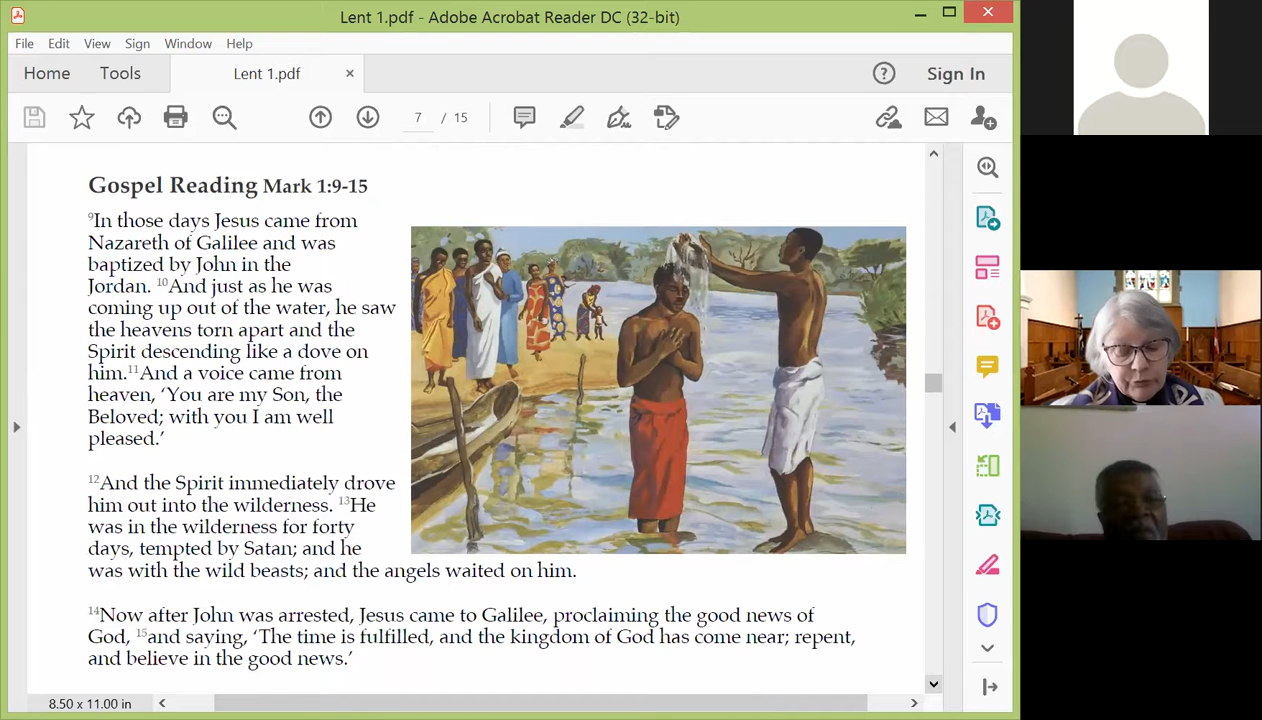 Lent 1.pdf - Adobe Acrobat Reader DC (32-bit)
File Edit View Sign Window Help
Home Tools Lent 1.pdf × Sign In
7 / 15
Gospel Reading Mark 1:9-15
9In those days Jesus came from
Nazareth of Galilee and was
baptized by John in the
Jordan. 10And just as he was
coming up out of the water, he saw
the heavens torn apart and the
Spirit descending like a dove on
him.11And a voice came from
heaven, ‘You are my Son, the
Beloved; with you I am well
pleased.’
12And the Spirit immediately drove
him out into the wilderness. 13He
was in the wilderness for forty
days, tempted by Satan; and he
was with the wild beasts; and the angels waited on him.
14Now after John was arrested, Jesus came to Galilee, proclaiming the good news of
God, 15and saying, ‘The time is fulfilled, and the kingdom of God has come near; repent,
and believe in the good news.’
8.50 x 11.00 in